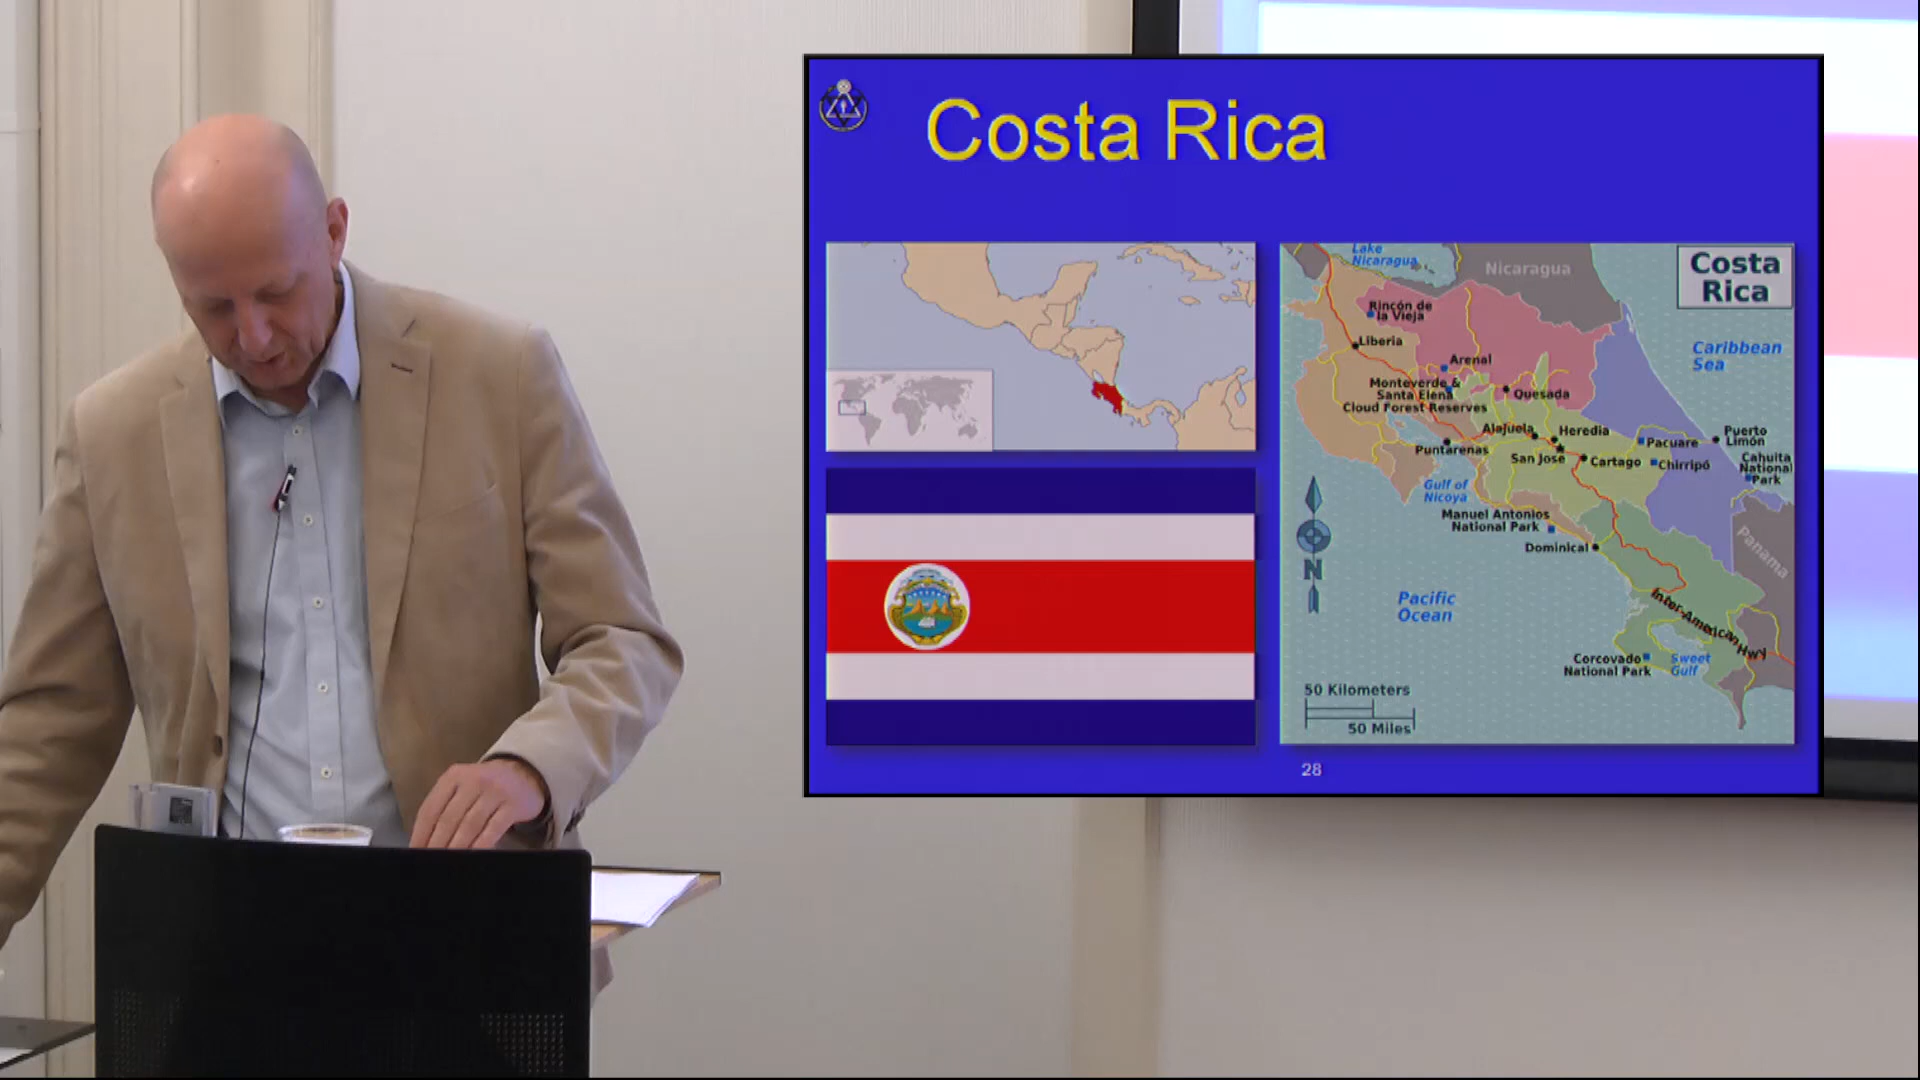 Costa Rica
Lake
Nicaragua
Nicaragua
Costa
Rica
Rincón de
la Vieja
Caribbean
Sea
Liberia
Arenal
Monteverde &
Santa Elena
Cloud Forest Reserves
Quesada
Alajuela
Heredia
Puerto
Limón
Puntarenas
San José
Cartago
Pacuare
Chirripó
Cahuita
National
Park
Gulf of
Nicoya
Manuel Antonios
National Park
Dominical
Panama
N
Pacific
Ocean
Inter-American Hwy
Corcovado
National Park
Sweet
Gulf
50 Kilometers
50 Miles
28